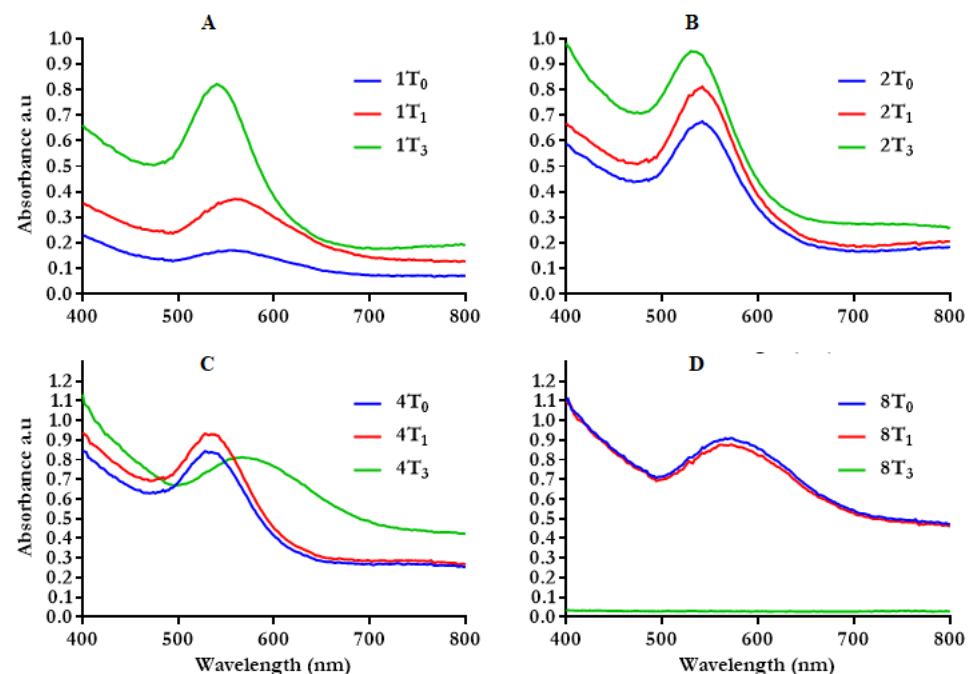 A
Absorbance a.u
1.0
0.9
0.8
0.7
0.6
0.5
0.4
0.3
0.2
0.1
0.0
400 500 600 700 800
1T₀
1T₁
1T₃
B
1.0
0.9
0.8
0.7
0.6
0.5
0.4
0.3
0.2
0.1
0.0
400 500 600 700 800
2T₀
2T₁
2T₃
C
Absorbance a.u
1.2
1.1
1.0
0.9
0.8
0.7
0.6
0.5
0.4
0.3
0.2
0.1
0.0
400 500 600 700 800
Wavelength (nm)
4T₀
4T₁
4T₃
D
1.2
1.1
1.0
0.9
0.8
0.7
0.6
0.5
0.4
0.3
0.2
0.1
0.0
400 500 600 700 800
Wavelength (nm)
8T₀
8T₁
8T₃